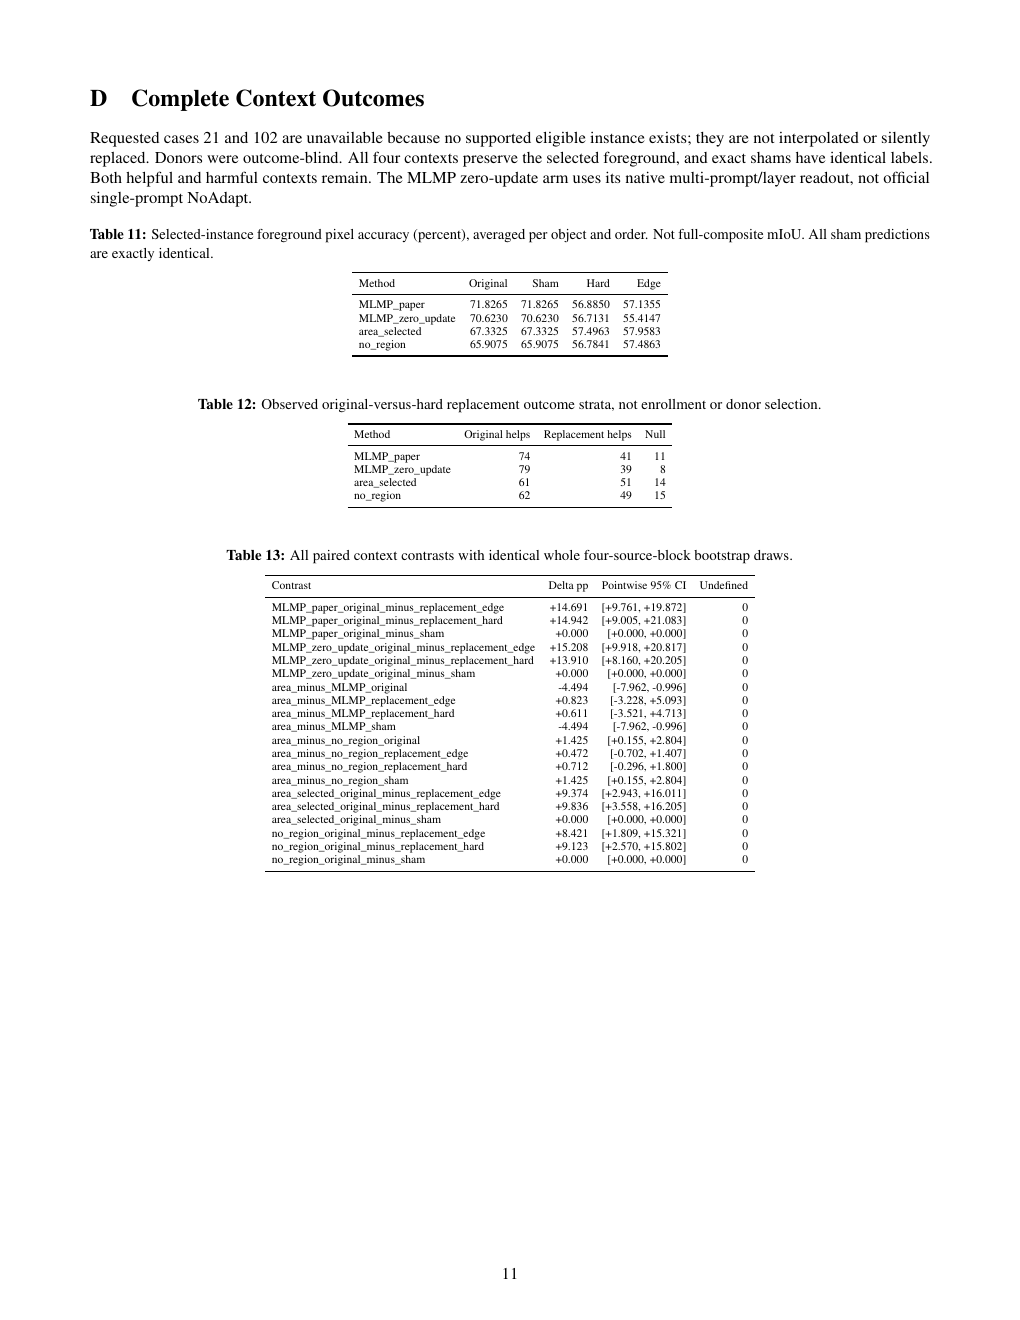 D Complete Context Outcomes
Requested cases 21 and 102 are unavailable because no supported eligible instance exists; they are not interpolated or silently
replaced. Donors were outcome-blind. All four contexts preserve the selected foreground, and exact shams have identical labels.
Both helpful and harmful contexts remain. The MLMP zero-update arm uses its native multi-prompt/layer readout, not official
single-prompt NoAdapt.
Table 11: Selected-instance foreground pixel accuracy (percent), averaged per object and order. Not full-composite mIoU. All sham predictions
are exactly identical.
Method Original Sham Hard Edge
MLMP_paper 71.8265 71.8265 56.8850 57.1355
MLMP_zero_update 70.6230 70.6230 56.7131 55.4147
area_selected 67.3325 67.3325 57.4963 57.9583
no_region 65.9075 65.9075 56.7841 57.4863
Table 12: Observed original-versus-hard replacement outcome strata, not enrollment or donor selection.
Method Original helps Replacement helps Null
MLMP_paper 74 41 11
MLMP_zero_update 79 39 8
area_selected 61 51 14
no_region 62 49 15
Table 13: All paired context contrasts with identical whole four-source-block bootstrap draws.
Contrast Delta pp Pointwise 95% CI Undefined
MLMP_paper_original_minus_replacement_edge +14.691 [+9.761, +19.872] 0
MLMP_paper_original_minus_replacement_hard +14.942 [+9.005, +21.083] 0
MLMP_paper_original_minus_sham +0.000 [+0.000, +0.000] 0
MLMP_zero_update_original_minus_replacement_edge +15.208 [+9.918, +20.817] 0
MLMP_zero_update_original_minus_replacement_hard +13.910 [+8.160, +20.205] 0
MLMP_zero_update_original_minus_sham +0.000 [+0.000, +0.000] 0
area_minus_MLMP_original -4.494 [-7.962, -0.996] 0
area_minus_MLMP_replacement_edge +0.823 [-3.228, +5.093] 0
area_minus_MLMP_replacement_hard +0.611 [-3.521, +4.713] 0
area_minus_MLMP_sham -4.494 [-7.962, -0.996] 0
area_minus_no_region_original +1.425 [+0.155, +2.804] 0
area_minus_no_region_replacement_edge +0.472 [-0.702, +1.407] 0
area_minus_no_region_replacement_hard +0.712 [-0.296, +1.800] 0
area_minus_no_region_sham +1.425 [+0.155, +2.804] 0
area_selected_original_minus_replacement_edge +9.374 [+2.943, +16.011] 0
area_selected_original_minus_replacement_hard +9.836 [+3.558, +16.205] 0
area_selected_original_minus_sham +0.000 [+0.000, +0.000] 0
no_region_original_minus_replacement_edge +8.421 [+1.809, +15.321] 0
no_region_original_minus_replacement_hard +9.123 [+2.570, +15.802] 0
no_region_original_minus_sham +0.000 [+0.000, +0.000] 0
11